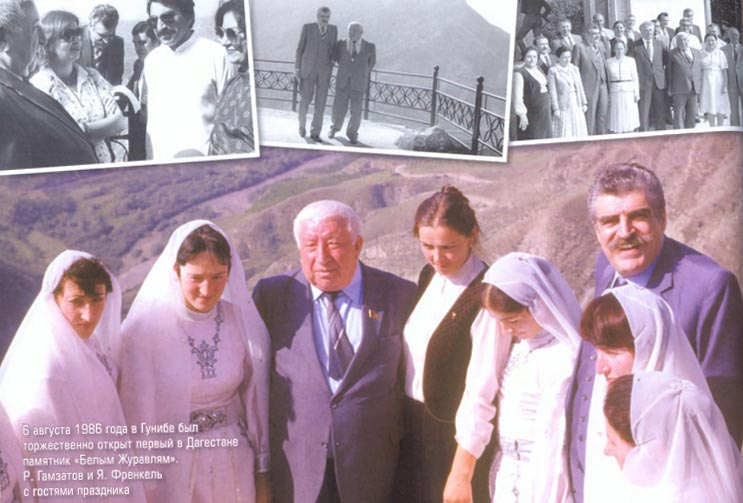 6 августа 1986 года в Гунибе был
торжественно открыт первый в Дагестане
памятник «Белым Журавлям».
Р. Гамзатов и Я. Френкель
с гостями праздника